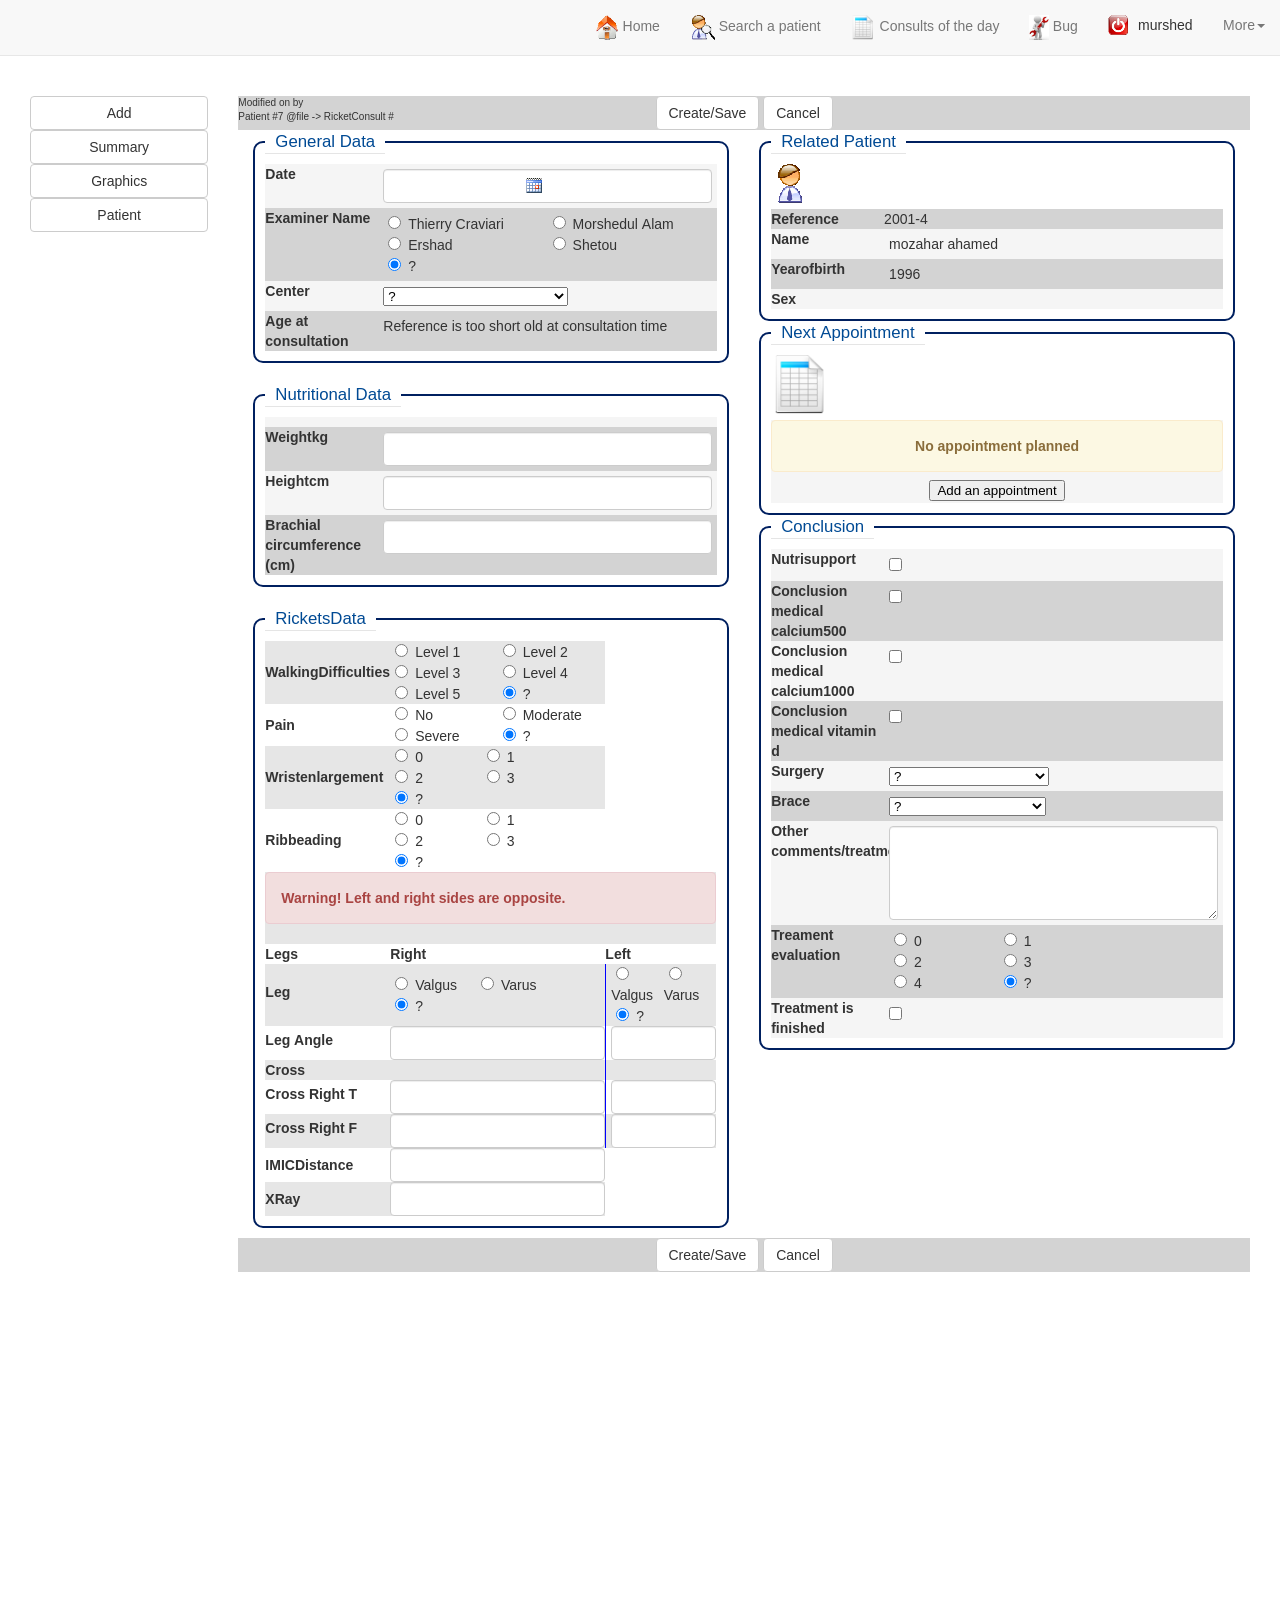 Home Search a patient Consults of the day Bug murshed More
Add
Summary
Graphics
Patient
Modified on by
Patient #7 @file -> RicketConsult #
Create/Save Cancel
General Data
Date
Examiner Name
Thierry Craviari Morshedul Alam
Ershad Shetou
?
Center ?
Age at
consultation
Reference is too short old at consultation time
Nutritional Data
Weightkg
Heightcm
Brachial
circumference
(cm)
RicketsData
WalkingDifficulties
Level 1 Level 2
Level 3 Level 4
Level 5 ?
Pain
No Moderate
Severe ?
Wristenlargement
0 1
2 3
?
Ribbeading
0 1
2 3
?
Warning! Left and right sides are opposite.
Legs Right Left
Leg
Valgus Varus
?
Valgus Varus
?
Leg Angle
Cross
Cross Right T
Cross Right F
IMICDistance
XRay
Related Patient
Reference 2001-4
Name mozahar ahamed
Yearofbirth 1996
Sex
Next Appointment
No appointment planned
Add an appointment
Conclusion
Nutrisupport
Conclusion
medical
calcium500
Conclusion
medical
calcium1000
Conclusion
medical vitamin
d
Surgery ?
Brace ?
Other
comments/treatm
Treament
evaluation
0 1
2 3
4 ?
Treatment is
finished
Create/Save Cancel